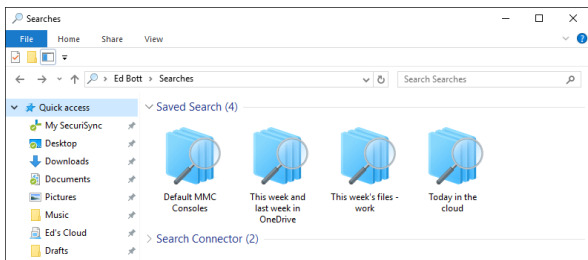 Searches
File Home Share View
Ed Bott Searches Search Searches
Quick access
My SecuriSync
Desktop
Downloads
Documents
Pictures
Music
Ed's Cloud
Drafts
Saved Search (4)
Default MMC
Consoles
This week and
last week in
OneDrive
This week's files -
work
Today in the
cloud
Search Connector (2)